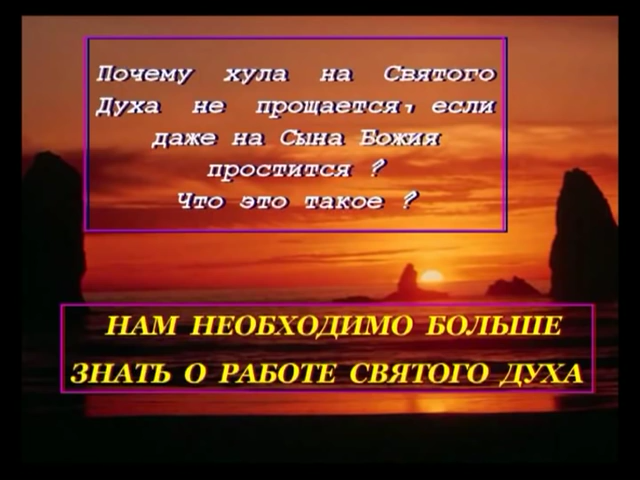 Почему хула на Святого
Духа не прощается, если
даже на Сына Божия
простится ?
Что это такое ?
НАМ НЕОБХОДИМО БОЛЬШЕ
ЗНАТЬ О РАБОТЕ СВЯТОГО ДУХА